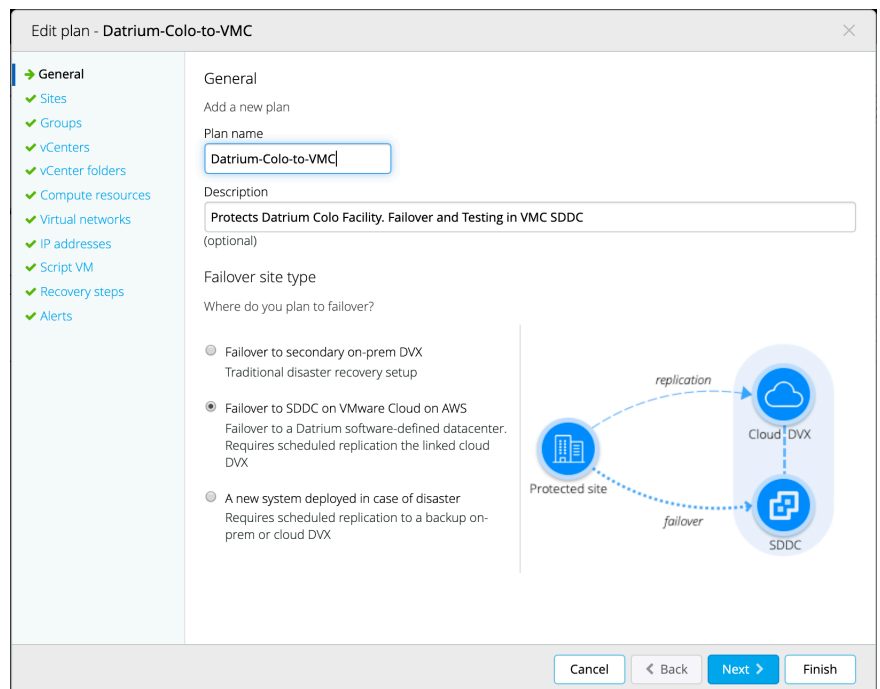 Edit plan - Datrium-Colo-to-VMC
General
Sites
Groups
vCenters
vCenter folders
Compute resources
Virtual networks
IP addresses
Script VM
Recovery steps
Alerts
General
Add a new plan
Plan name
Datrium-Colo-to-VMC
Description
Protects Datrium Colo Facility. Failover and Testing in VMC SDDC
(optional)
Failover site type
Where do you plan to failover?
Failover to secondary on-prem DVX
Traditional disaster recovery setup
Failover to SDDC on VMware Cloud on AWS
Failover to a Datrium software-defined datacenter.
Requires scheduled replication the linked cloud
DVX
A new system deployed in case of disaster
Requires scheduled replication to a backup on-
prem or cloud DVX
replication
Cloud DVX
Protected site
failover
SDDC
Cancel
Back
Next
Finish